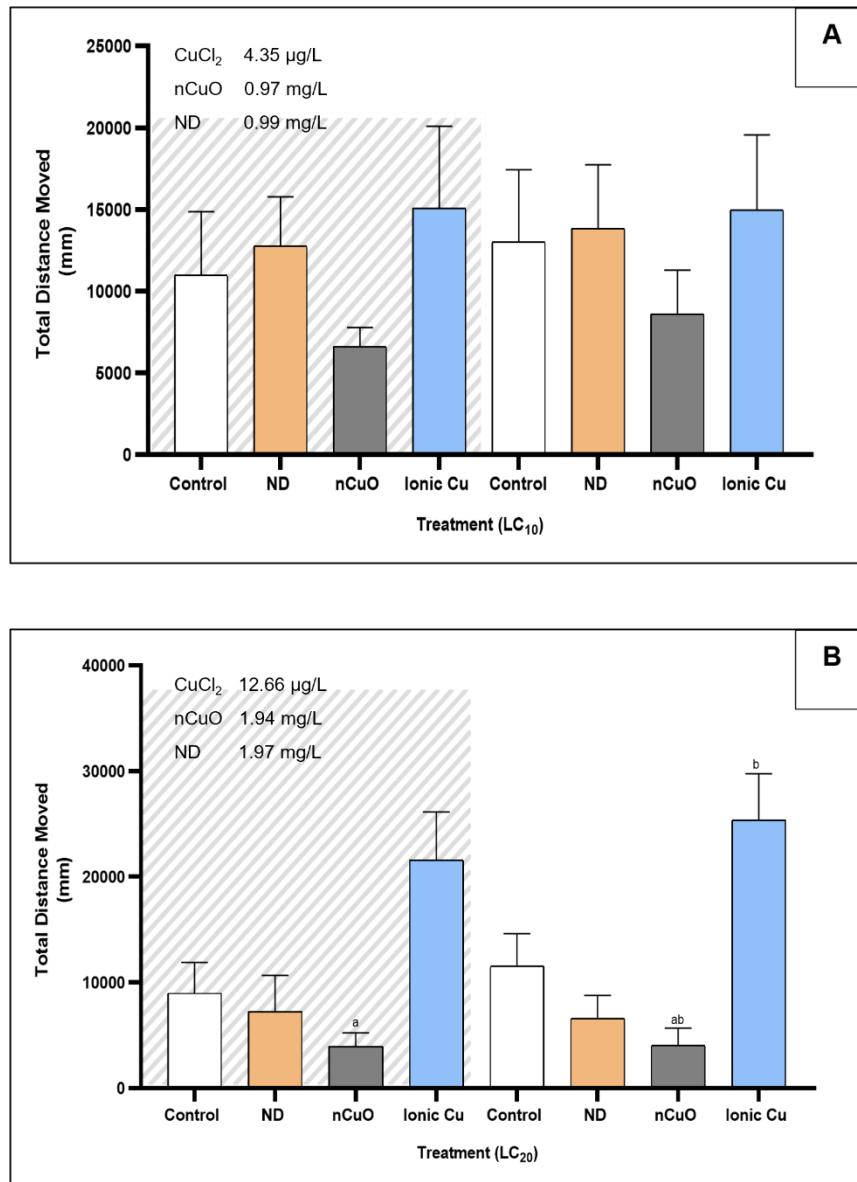 A
CuCl₂ 4.35 µg/L
nCuO 0.97 mg/L
ND 0.99 mg/L
25000
20000
15000
10000
5000
0
Total Distance Moved
(mm)
Control ND nCuO Ionic Cu Control ND nCuO Ionic Cu
Treatment (LC₁₀)
B
CuCl₂ 12.66 µg/L
nCuO 1.94 mg/L
ND 1.97 mg/L
40000
30000
20000
10000
0
Total Distance Moved
(mm)
a
ab
b
Control ND nCuO Ionic Cu Control ND nCuO Ionic Cu
Treatment (LC₂₀)